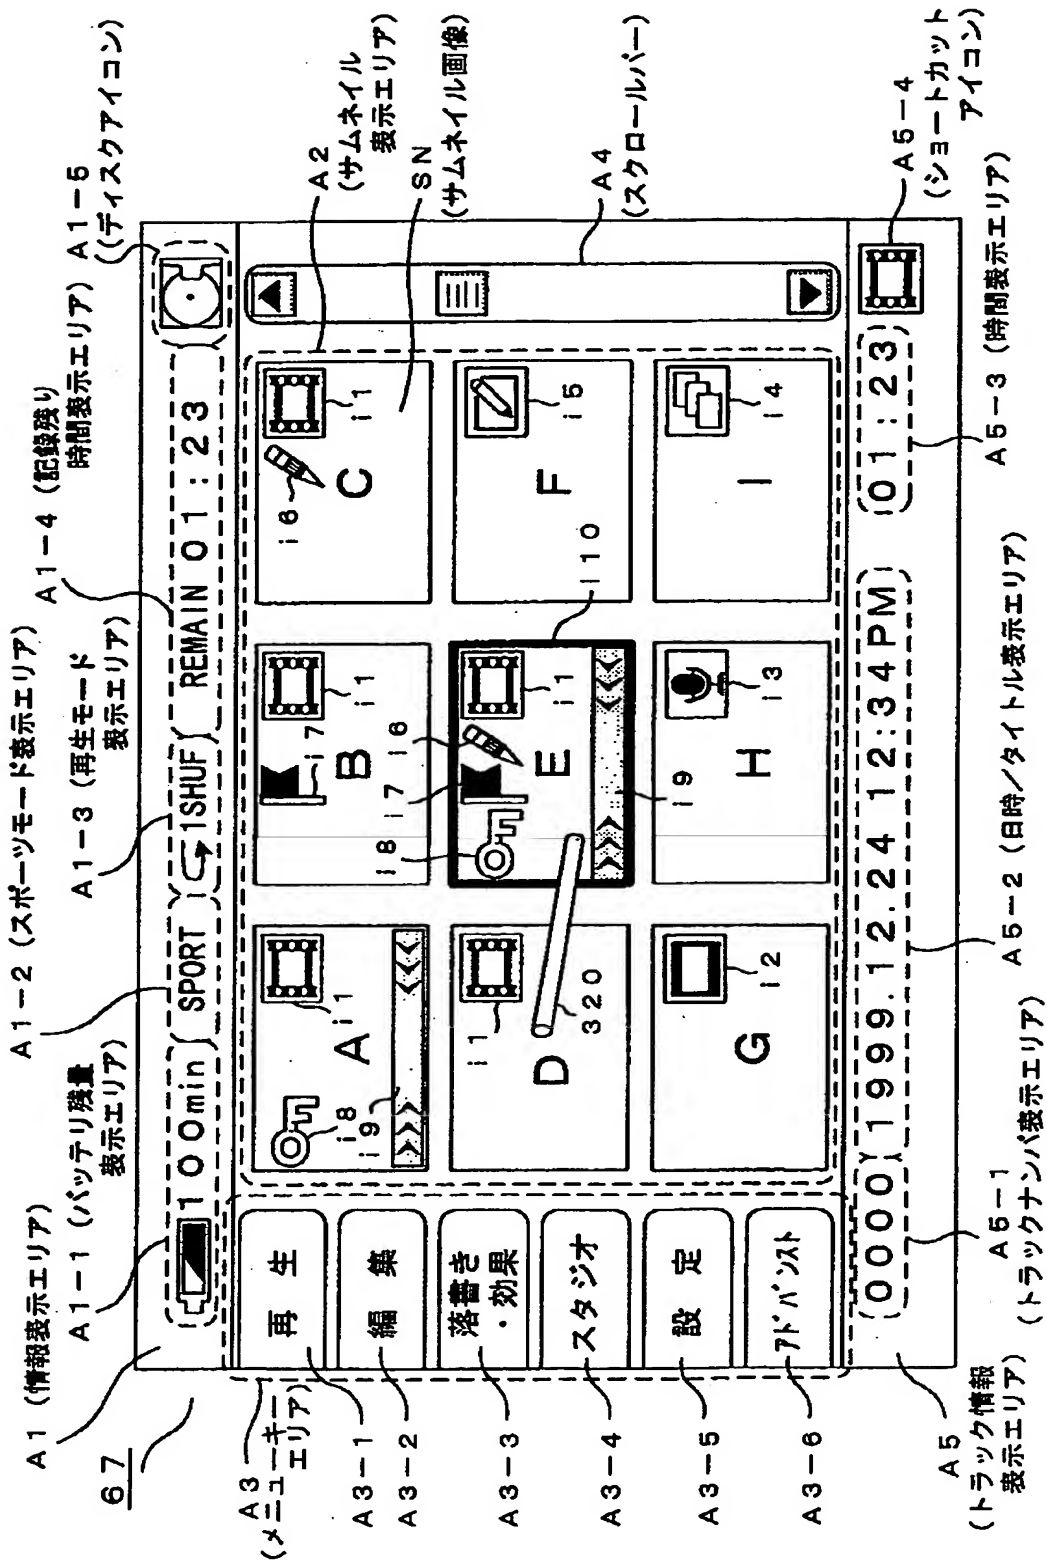 67
A1 (情報表示エリア)
A1-1 (バッテリ残量
表示エリア)
A1-2 (スポーツモード表示エリア)
A1-3 (再生モード
表示エリア)
A1-4 (記録残り
時間表示エリア)
A1-5
(ディスクアイコン)
100min
SPORT
1SHUF
REMAIN 01:23
A2
(サムネイル
表示エリア)
SN
(サムネイル画像)
A4
(スクロールバー)
A3
(メニューキー
エリア)
A3-1
A3-2
A3-3
A3-4
A3-5
A3-6
再生
編集
落書き
・効果
スタジオ
設定
アドバンスト
A
i8
i9
i1
B
i7
i1
C
i6
i1
D
i1
320
E
i8
i7
i6
i1
i9
i10
F
i5
G
i2
H
i3
I
i4
0000
1999.12.24 12:34PM
01:23
A5
(トラック情報
表示エリア)
A5-1
(トラックナンバ表示エリア)
A5-2 (日時/タイトル表示エリア)
A5-3 (時間表示エリア)
A5-4
(ショートカット
アイコン)